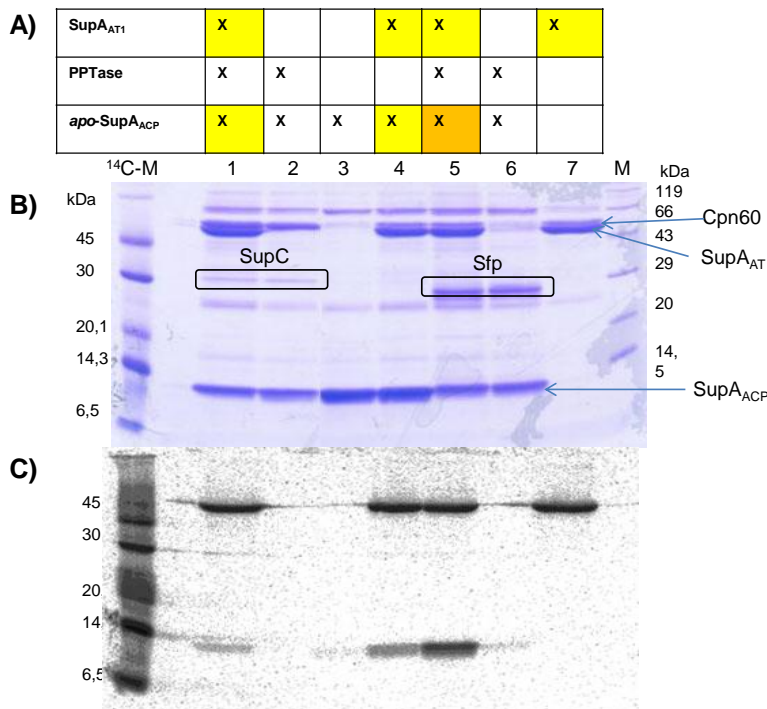 A)
SupA_AT1 X X X X
PPTase X X X X
apo-SupA_ACP X X X X X X
¹⁴C-M 1 2 3 4 5 6 7 M kDa
B)
kDa
45
30
20,1
14,3
6,5
SupC
Sfp
119
66
43
29
20
14,
5
Cpn60
SupA_AT
SupA_ACP
C)
45
30
20
14
6,5